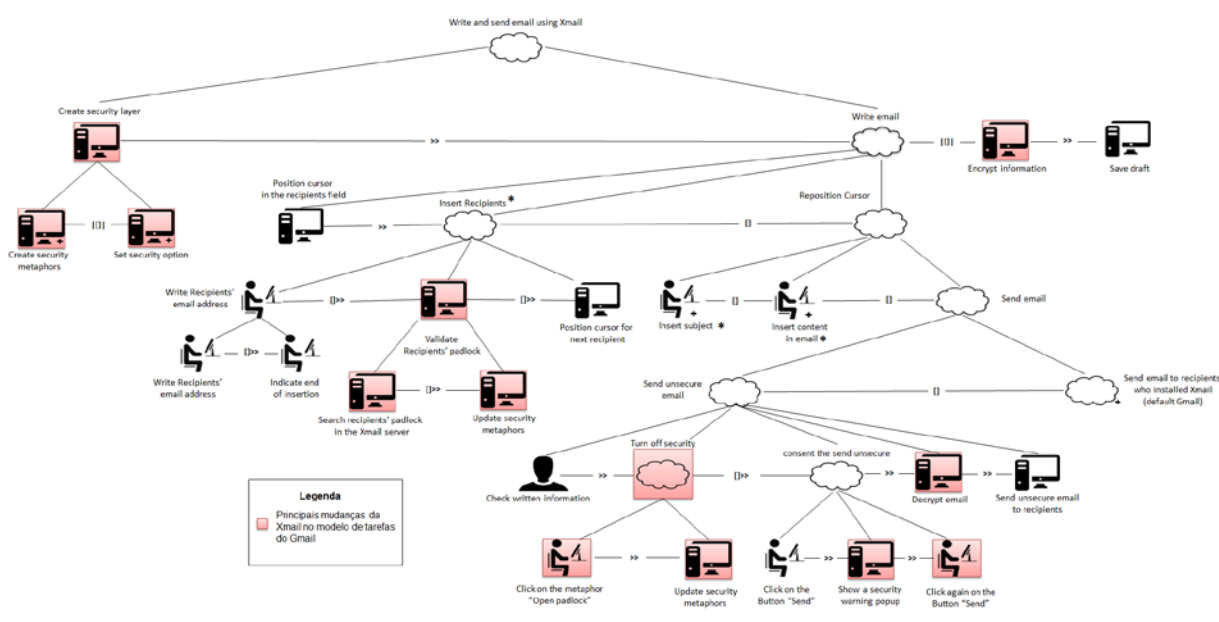 Write and send email using Xmail
Create security layer
Write email
>>
|[]|
Encrypt information
>>
Save draft
Position cursor
in the recipients field
Insert Recipients *
Reposition Cursor
>>
[]
+
|[]|
+
Create security
metaphors
Set security option
Write Recipients'
email address
[]>>
[]>>
Position cursor for
next recipient
Validate
Recipients' padlock
+
Insert subject *
[]
+
Insert content
in email *
[]
Send email
Write Recipients'
email address
[]>>
Indicate end
of insertion
Search recipients' padlock
in the Xmail server
[]>>
Update security
metaphors
Send unsecure
email
[]
+
Send email to recipients
who installed Xmail
(default Gmail)
Turn off security
consent the send unsecure
Check written information
>>
[]>>
>>
Decrypt email
>>
Send unsecure email
to recipients
Click on the metaphor
"Open padlock"
>>
Update security
metaphors
Click on the
Button "Send"
>>
Show a security
warning popup
>>
Click again on the
Button "Send"
Legenda
Principais mudanças da
Xmail no modelo de tarefas
do Gmail